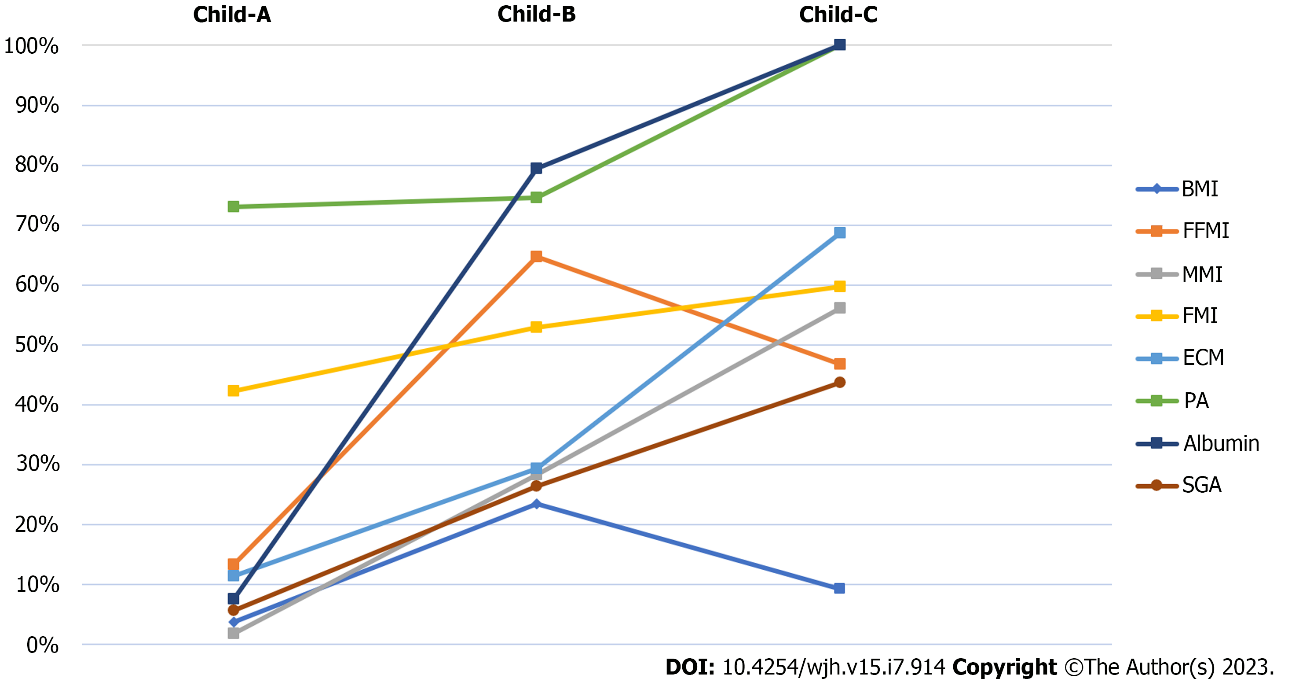 Child-A Child-B Child-C
100%
90%
80%
70%
60%
50%
40%
30%
20%
10%
0%
BMI
FFMI
MMI
FMI
ECM
PA
Albumin
SGA
DOI: 10.4254/wjh.v15.i7.914 Copyright ©The Author(s) 2023.